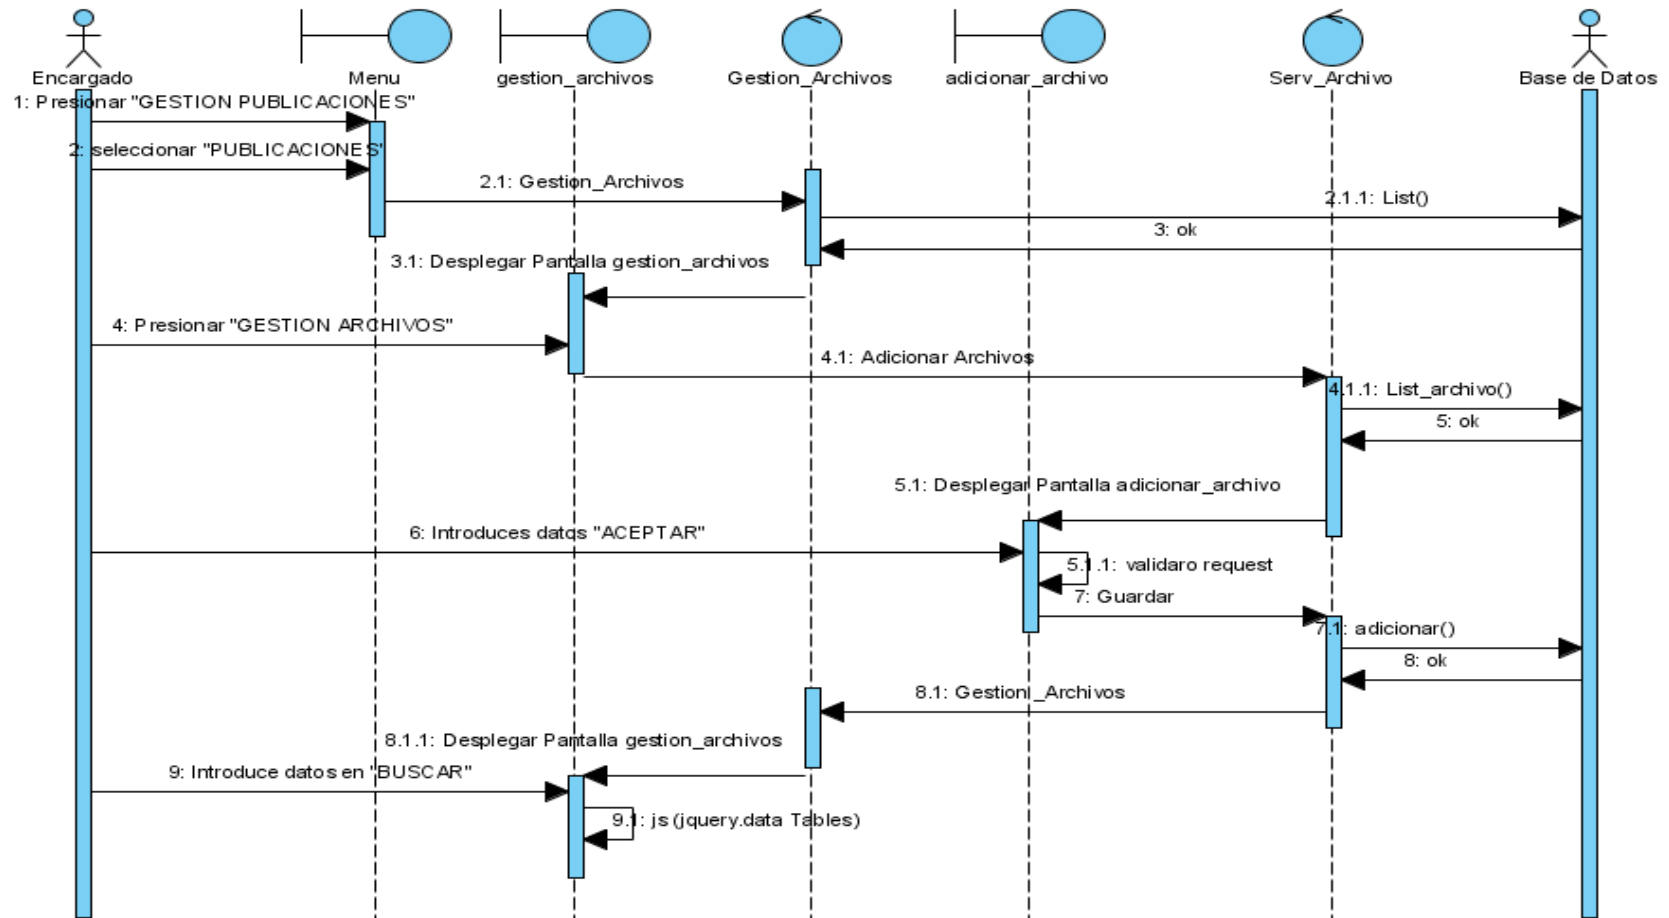 Encargado
Menu
gestion_archivos
Gestion_Archivos
adicionar_archivo
Serv_Archivo
Base de Datos
1: Presionar "GESTION PUBLICACIONES"
2: seleccionar "PUBLICACIONES"
2.1: Gestion_Archivos
2.1.1: List()
3: ok
3.1: Desplegar Pantalla gestion_archivos
4: Presionar "GESTION ARCHIVOS"
4.1: Adicionar Archivos
4.1.1: List_archivo()
5: ok
5.1: Desplegar Pantalla adicionar_archivo
6: Introduces datos "ACEPTAR"
5.1.1: validaro request
7: Guardar
7.1: adicionar()
8: ok
8.1: Gestion_Archivos
8.1.1: Desplegar Pantalla gestion_archivos
9: Introduce datos en "BUSCAR"
9.1: js (jquery.data Tables)